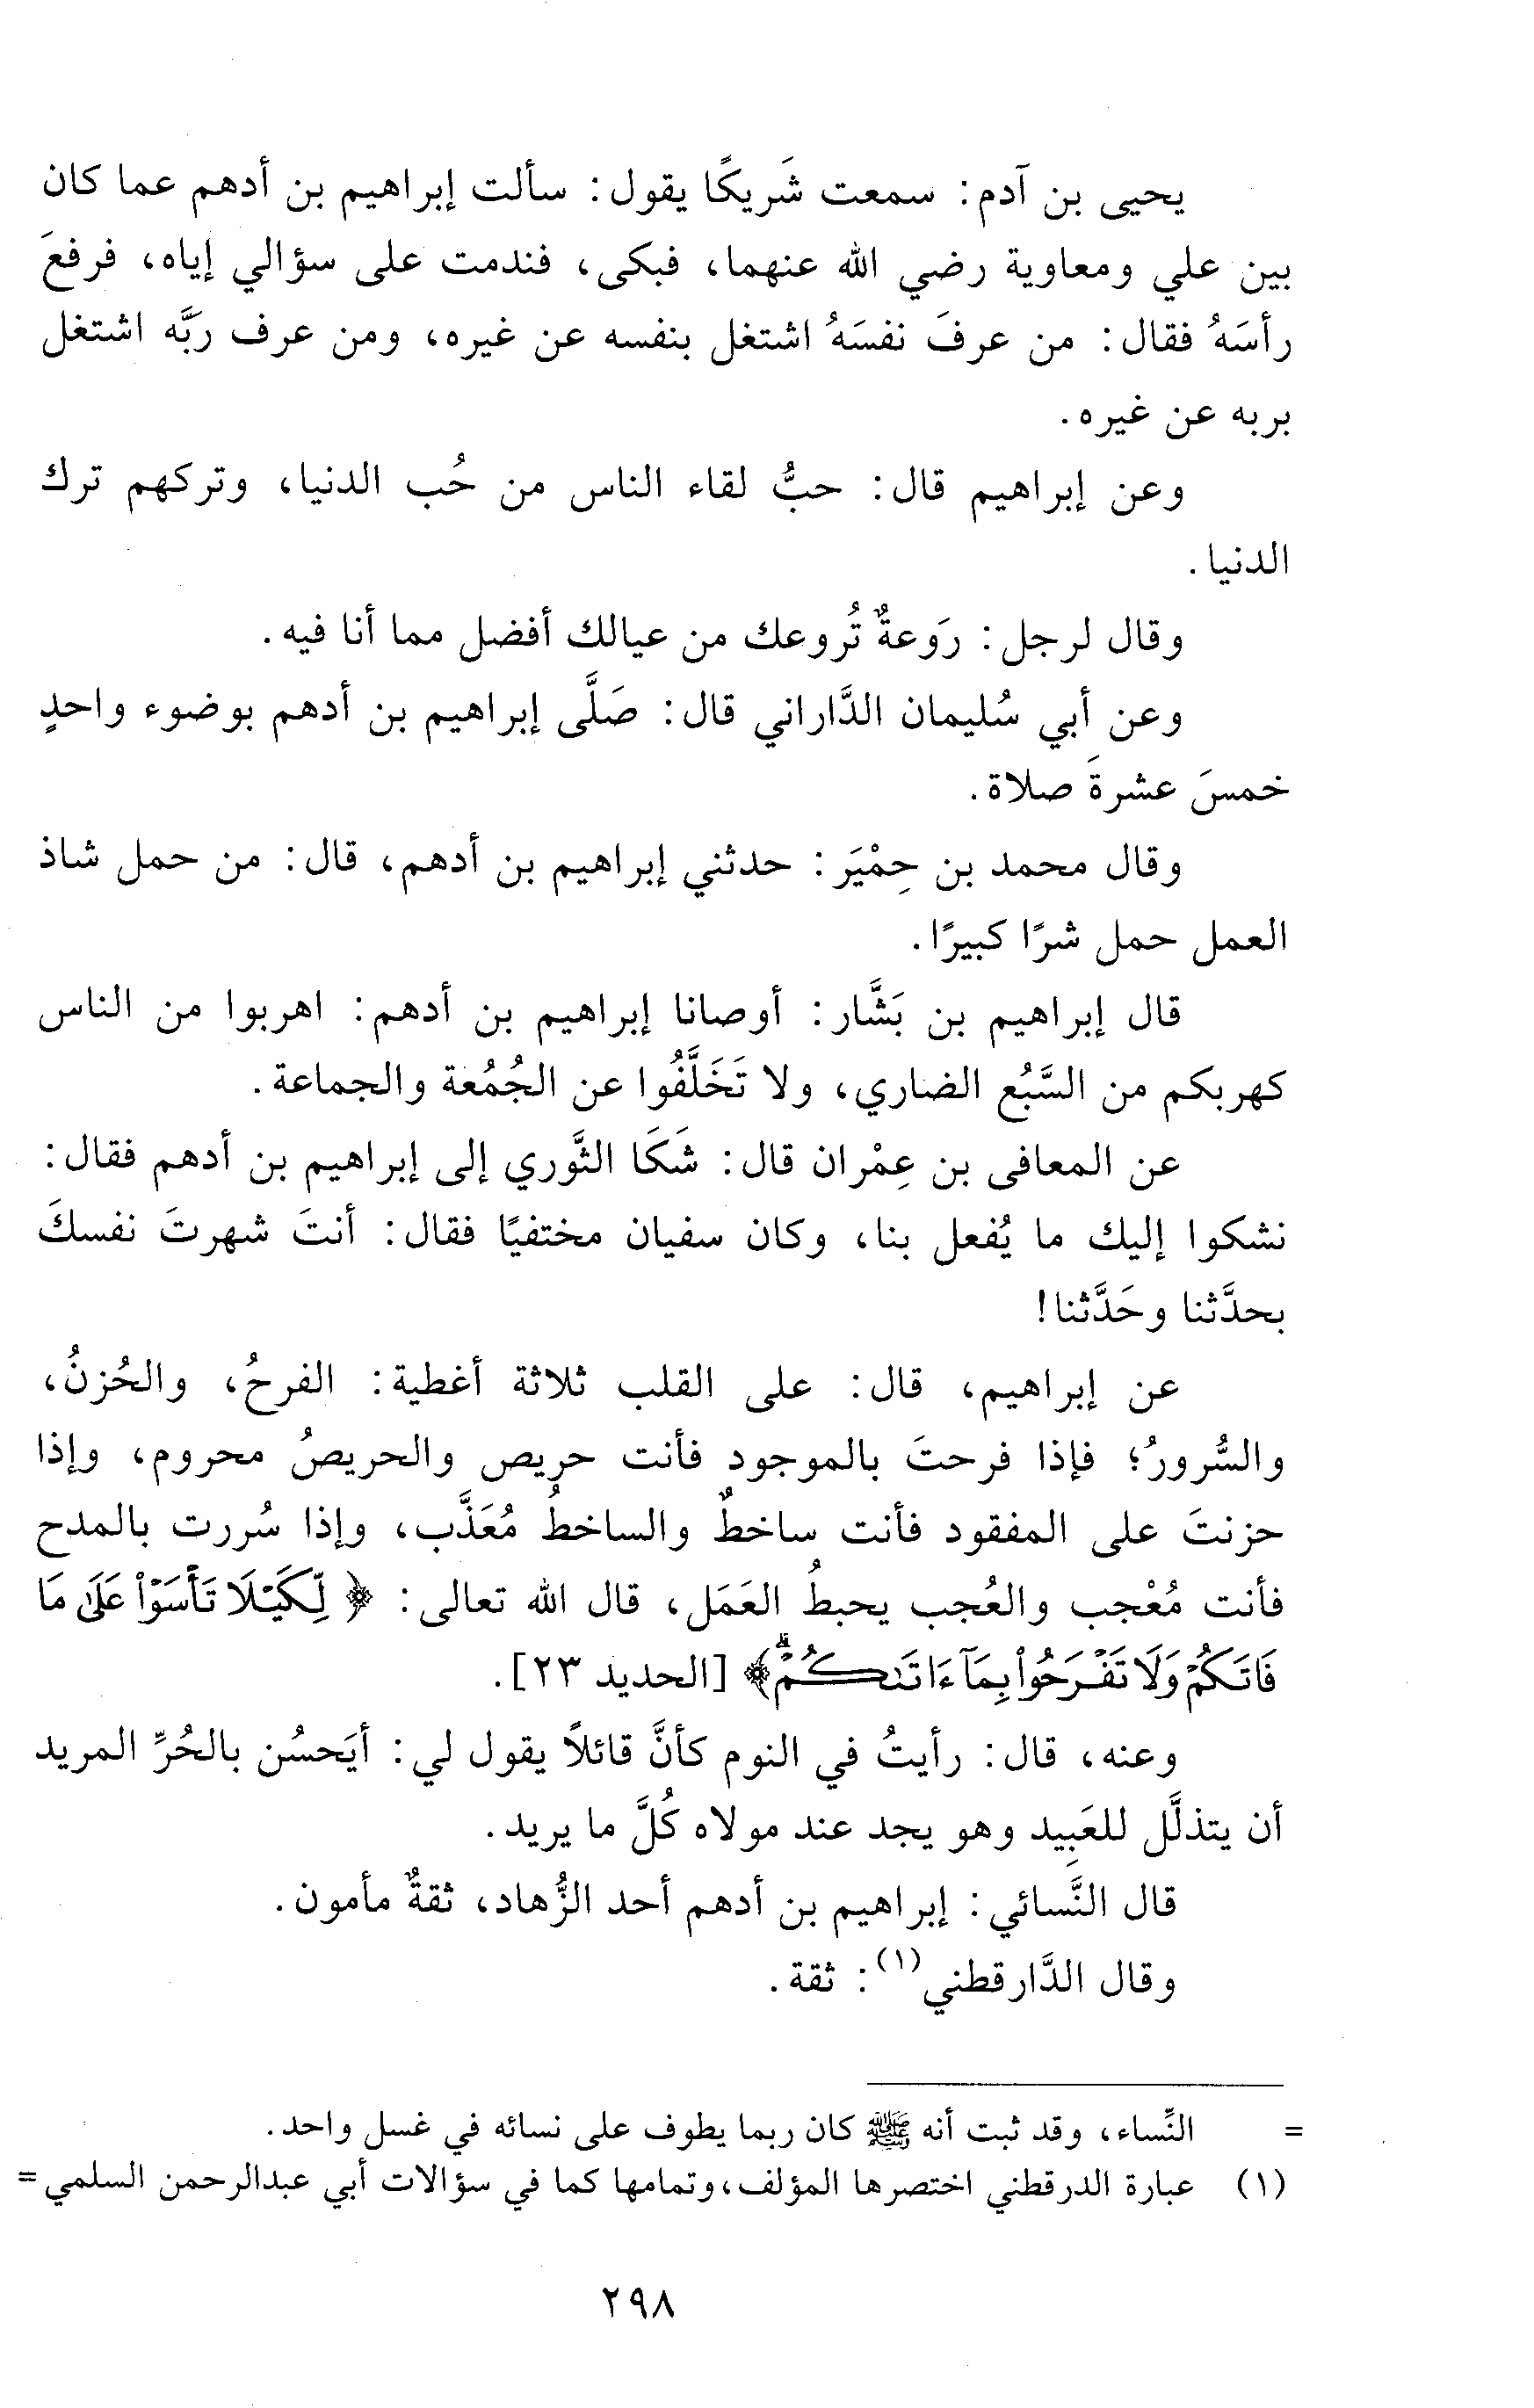 يحيى بن آدم: سمعت شَريكًا يقول: سألت إبراهيم بن أدهم عما كان
بين علي ومعاوية رضي الله عنهما، فبكى، فندمت على سؤالي إياه، فرفعَ
رأسَهُ فقال: من عرفَ نفسَهُ اشتغل بنفسه عن غيره، ومن عرف ربَّه اشتغل
بربه عن غيره.
وعن إبراهيم قال: حبُّ لقاء الناس من حُب الدنيا، وتركهم ترك
الدنيا.
وقال لرجل: رَوعةٌ تُروعك من عيالك أفضل مما أنا فيه.
وعن أبي سُليمان الدَّاراني قال: صَلَّى إبراهيم بن أدهم بوضوء واحدٍ
خمسَ عشرةَ صلاة.
وقال محمد بن حِمْيَر: حدثني إبراهيم بن أدهم، قال: من حمل شاذ
العمل حمل شرًا كبيرًا.
قال إبراهيم بن بَشَّار: أوصانا إبراهيم بن أدهم: اهربوا من الناس
كهربكم من السَّبُع الضاري، ولا تَخَلَّفُوا عن الجُمُعة والجماعة.
عن المعافى بن عِمْران قال: شَكَا الثَّوري إلى إبراهيم بن أدهم فقال:
نشكوا إليك ما يُفعل بنا، وكان سفيان مختفيًا فقال: أنتَ شهرتَ نفسكَ
بحدَّثنا وحَدَّثنا!
عن إبراهيم، قال: على القلب ثلاثة أغطية: الفرحُ، والحُزنُ،
والسُّرورُ؛ فإذا فرحتَ بالموجود فأنت حريص والحريصُ محروم، وإذا
حزنتَ على المفقود فأنت ساخطٌ والساخطُ مُعَذَّب، وإذا سُررت بالمدح
فأنت مُعْجب والعُجب يحبطُ العَمَل، قال الله تعالى: ﴿ لِّكَيْلَا تَأْسَوْا۟ عَلَىٰ مَا
فَاتَكُمْ وَلَا تَفْرَحُوا۟ بِمَآ ءَاتَىٰكُمْ ۗ﴾ [الحديد ٢٣].
وعنه، قال: رأيتُ في النوم كأنَّ قائلاً يقول لي: أيَحسُن بالحُرِّ المريد
أن يتذلَّل للعَبِيد وهو يجد عند مولاه كُلَّ ما يريد.
قال النَّسائي: إبراهيم بن أدهم أحد الزُّهاد، ثقةٌ مأمون.
وقال الدَّارقطني(١): ثقة.
= النِّساء، وقد ثبت أنه ﷺ كان ربما يطوف على نسائه في غسل واحد.
(١) عبارة الدرقطني اختصرها المؤلف، وتمامها كما في سؤالات أبي عبدالرحمن السلمي =
٢٩٨